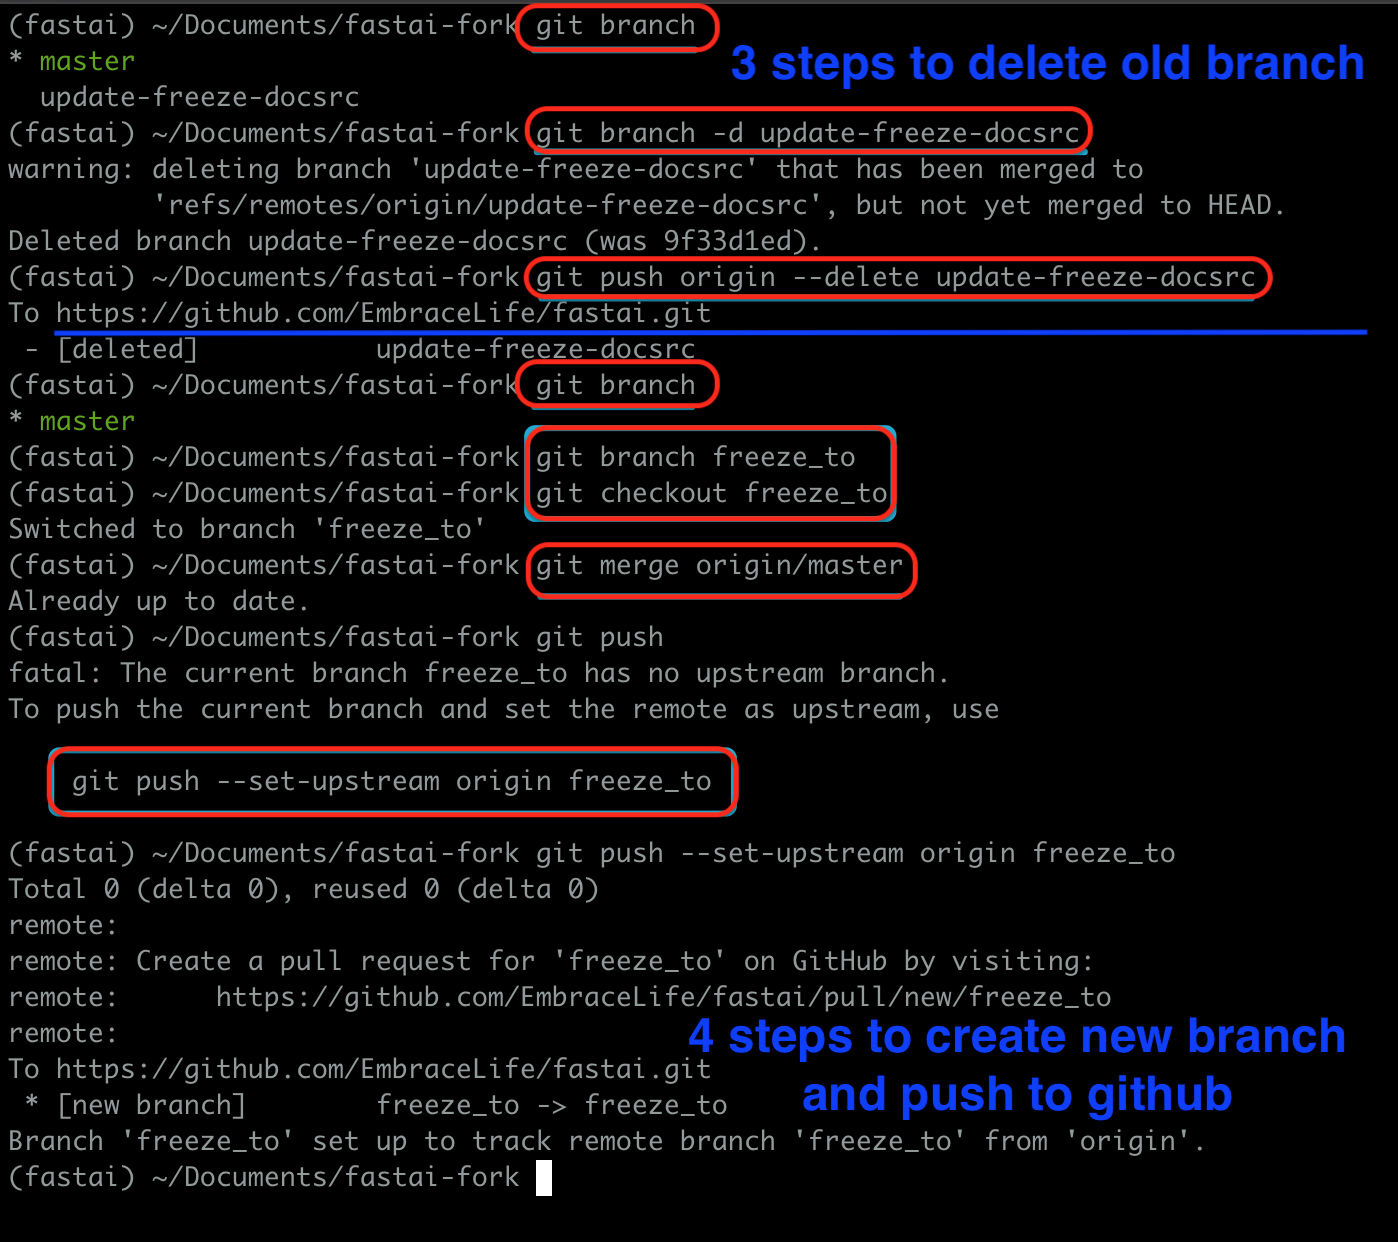 (fastai) ~/Documents/fastai-fork git branch
3 steps to delete old branch
* master
  update-freeze-docsrc
(fastai) ~/Documents/fastai-fork git branch -d update-freeze-docsrc
warning: deleting branch 'update-freeze-docsrc' that has been merged to
         'refs/remotes/origin/update-freeze-docsrc', but not yet merged to HEAD.
Deleted branch update-freeze-docsrc (was 9f33d1ed).
(fastai) ~/Documents/fastai-fork git push origin --delete update-freeze-docsrc
To https://github.com/EmbraceLife/fastai.git
 - [deleted]           update-freeze-docsrc
(fastai) ~/Documents/fastai-fork git branch
* master
(fastai) ~/Documents/fastai-fork git branch freeze_to
(fastai) ~/Documents/fastai-fork git checkout freeze_to
Switched to branch 'freeze_to'
(fastai) ~/Documents/fastai-fork git merge origin/master
Already up to date.
(fastai) ~/Documents/fastai-fork git push
fatal: The current branch freeze_to has no upstream branch.
To push the current branch and set the remote as upstream, use
    git push --set-upstream origin freeze_to
(fastai) ~/Documents/fastai-fork git push --set-upstream origin freeze_to
Total 0 (delta 0), reused 0 (delta 0)
remote:
remote: Create a pull request for 'freeze_to' on GitHub by visiting:
remote:      https://github.com/EmbraceLife/fastai/pull/new/freeze_to
remote:
4 steps to create new branch
and push to github
To https://github.com/EmbraceLife/fastai.git
 * [new branch]        freeze_to -> freeze_to
Branch 'freeze_to' set up to track remote branch 'freeze_to' from 'origin'.
(fastai) ~/Documents/fastai-fork